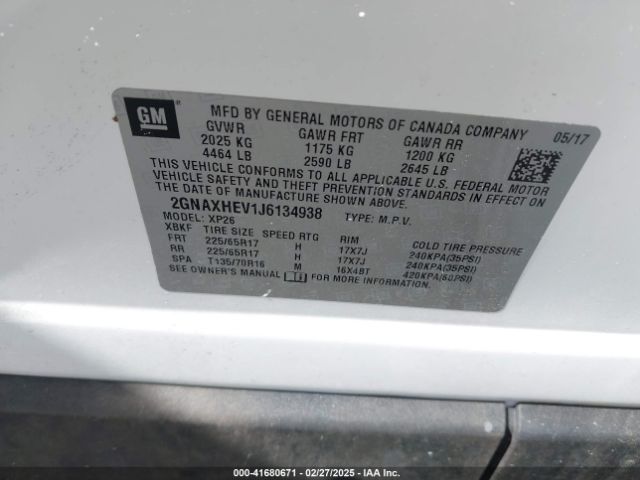 GM
MFD BY GENERAL MOTORS OF CANADA COMPANY 05/17
GVWR GAWR FRT GAWR RR
2025 KG 1175 KG 1200 KG
4464 LB 2590 LB 2645 LB
THIS VEHICLE CONFORMS TO ALL APPLICABLE U.S. FEDERAL MOTOR
VEHICLE SAFETY AND THEFT PREVENTION STANDARDS IN EFFECT ON
THE DATE OF MANUFACTURE SHOWN ABOVE.
2GNAXHEV1J6134938 TYPE: M.P.V.
MODEL: XP26
XBKF TIRE SIZE SPEED RTG RIM COLD TIRE PRESSURE
FRT 225/65R17 H 17X7J 240KPA(35PSI)
RR 225/65R17 H 17X7J 240KPA(35PSI)
SPA T135/70R16 M 16X4BT 420KPA(60PSI)
SEE OWNER'S MANUAL FOR MORE INFORMATION.
000-41680671 | 02/27/2025 | IAA Inc.